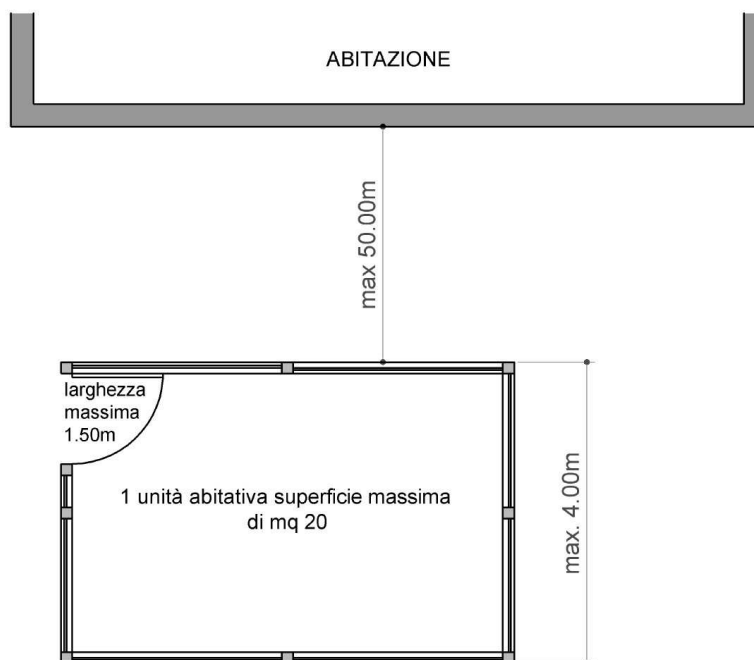 ABITAZIONE
max 50.00m
larghezza
massima
1.50m
1 unità abitativa superficie massima
di mq 20
max. 4.00m